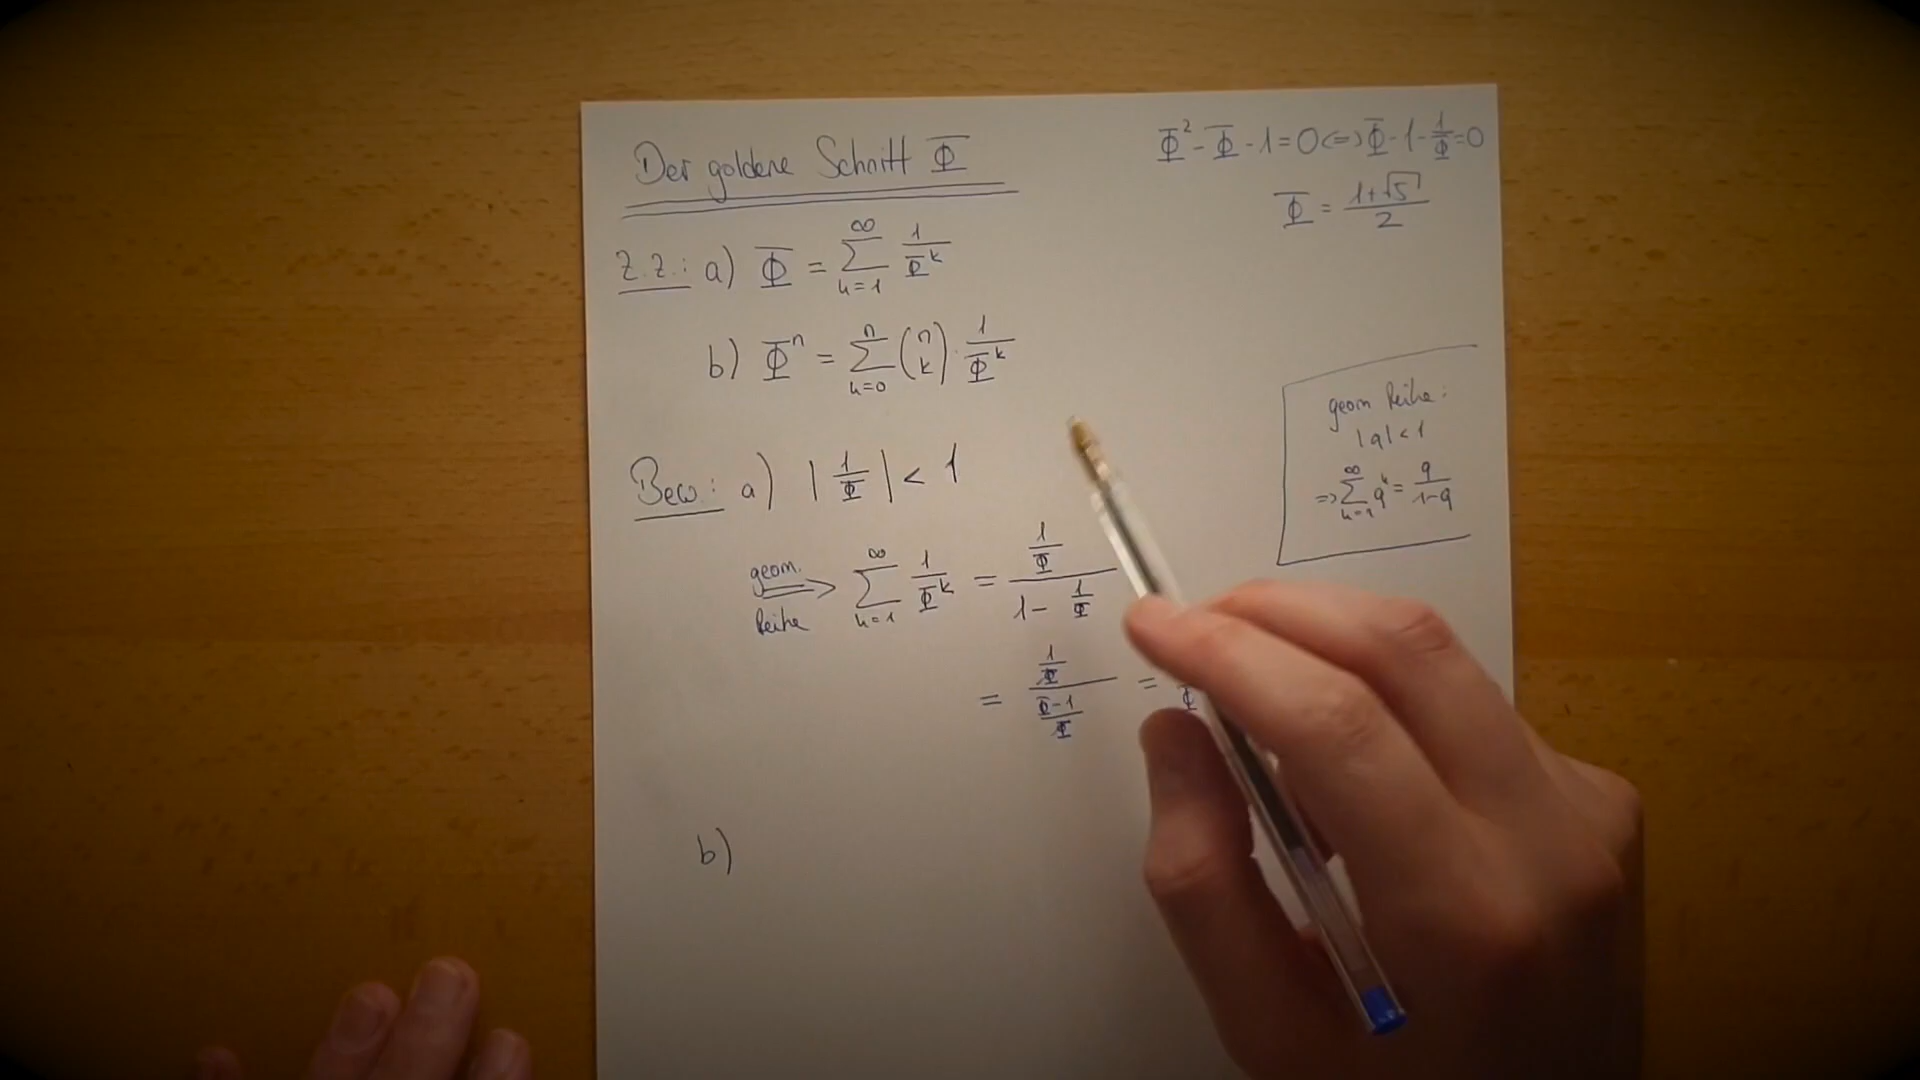 Der goldene Schnitt Φ
Φ² - Φ - 1 = 0 <=> Φ - 1 - 1/Φ = 0
Φ = (1+√5)/2
Z.Z.: a) Φ = ∑_{k=1}^{∞} 1/Φ^k
b) Φ^n = ∑_{k=0}^{n} (n k) · 1/Φ^k
geom Reihe:
|q| < 1
=> ∑_{k=1}^{∞} q^k = q/(1-q)
Bew.: a) |1/Φ| < 1
geom. Reihe ==> ∑_{k=1}^{∞} 1/Φ^k = (1/Φ)/(1 - 1/Φ)
= (1/Φ)/((Φ-1)/Φ) =
b)